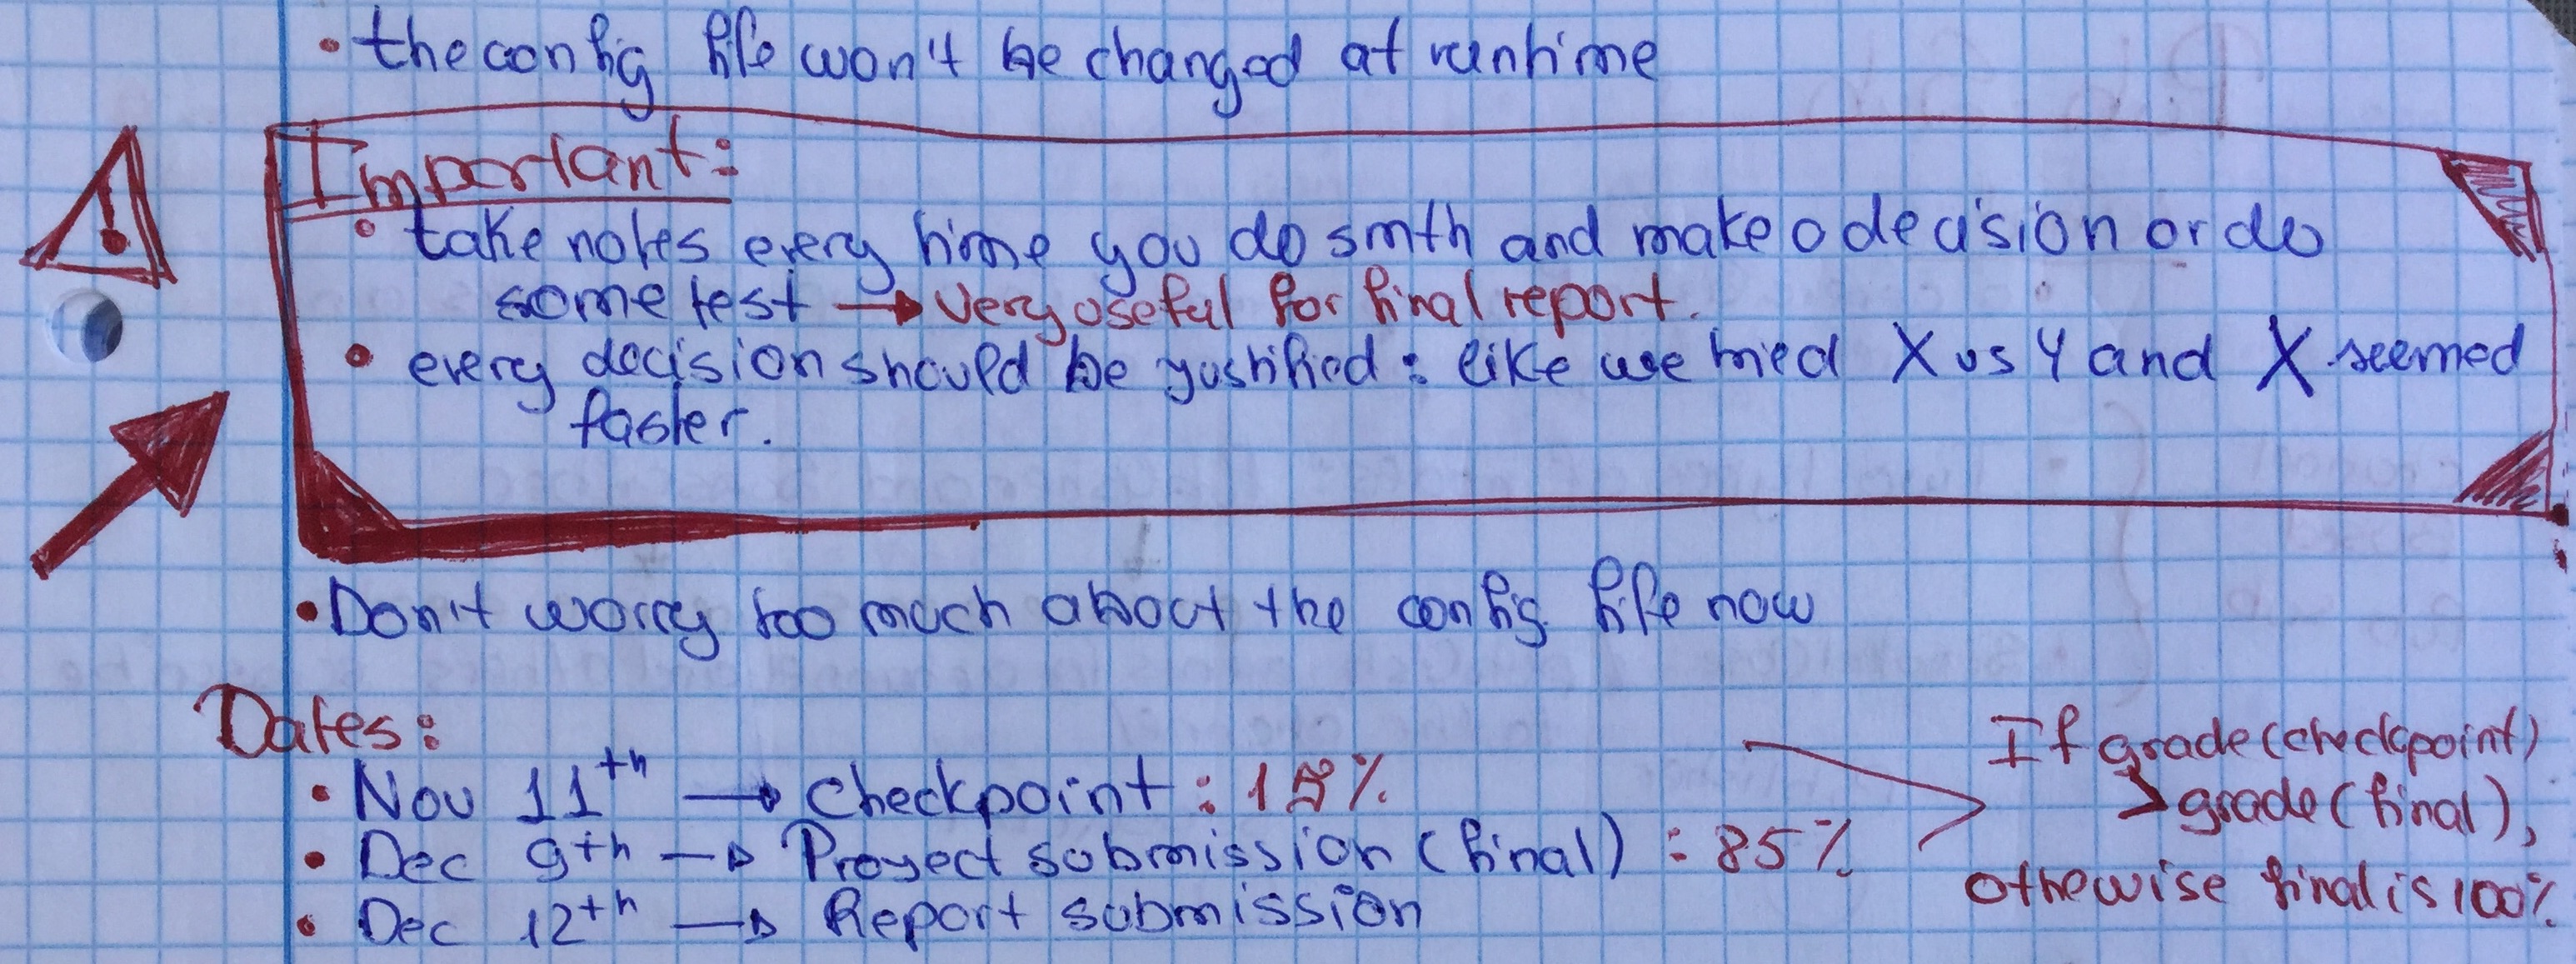 • the config file won't be changed at runtime
Important:
• take notes every time you do smth and make a decision or do
some test → very useful for final report.
• every decision should be justified : like we tried X vs Y and X seemed
faster.
• Don't worry too much about the config file now
Dates:
• Nov 11th → checkpoint : 15%
• Dec 9th → Project submission (final) : 85%
• Dec 12th → Report submission
If grade(checkpoint)
> grade(final),
othewise final is 100%